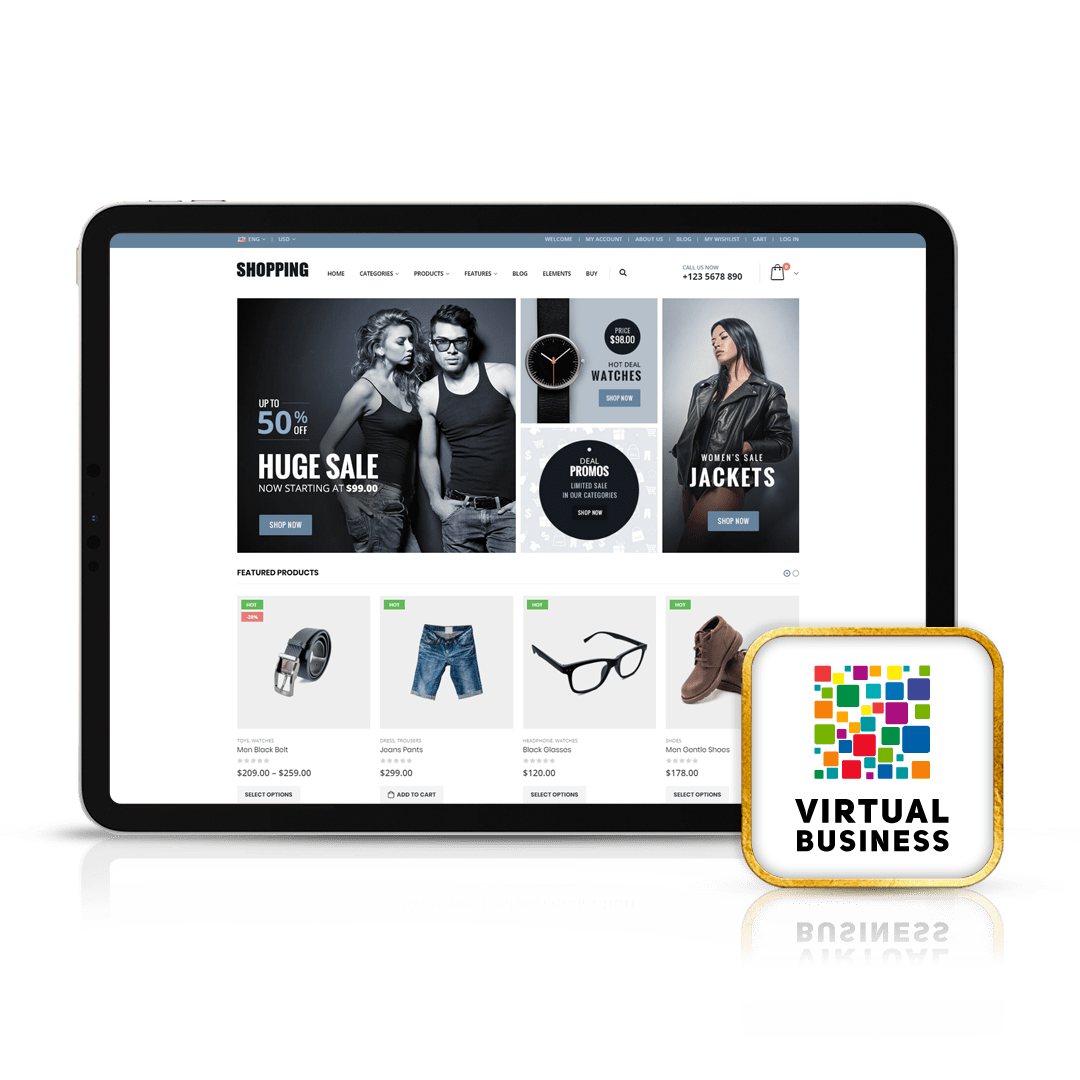 ENG
USD
WELCOME | MY ACCOUNT | ABOUT US | BLOG | MY WISHLIST | CART | LOG IN
SHOPPING
HOME CATEGORIES PRODUCTS FEATURES BLOG ELEMENTS BUY
CALL US NOW
+123 5678 890
0
UP TO
50%
OFF
HUGE SALE
NOW STARTING AT $99.00
SHOP NOW
PRICE
$98.00
HOT DEAL
WATCHES
SHOP NOW
DEAL
PROMOS
LIMITED SALE
IN OUR CATEGORIES
SHOP NOW
WOMEN'S SALE
JACKETS
SHOP NOW
FEATURED PRODUCTS
HOT
-20%
TOYS, WATCHES
Men Black Belt
$209.00 – $259.00
SELECT OPTIONS
HOT
DRESS, TROUSERS
Jeans Pants
$299.00
ADD TO CART
HOT
HEADPHONE, WATCHES
Black Glasses
$120.00
SELECT OPTIONS
HOT
SHOES
Men Gentle Shoes
$178.00
SELECT OPTIONS
VIRTUAL
BUSINESS